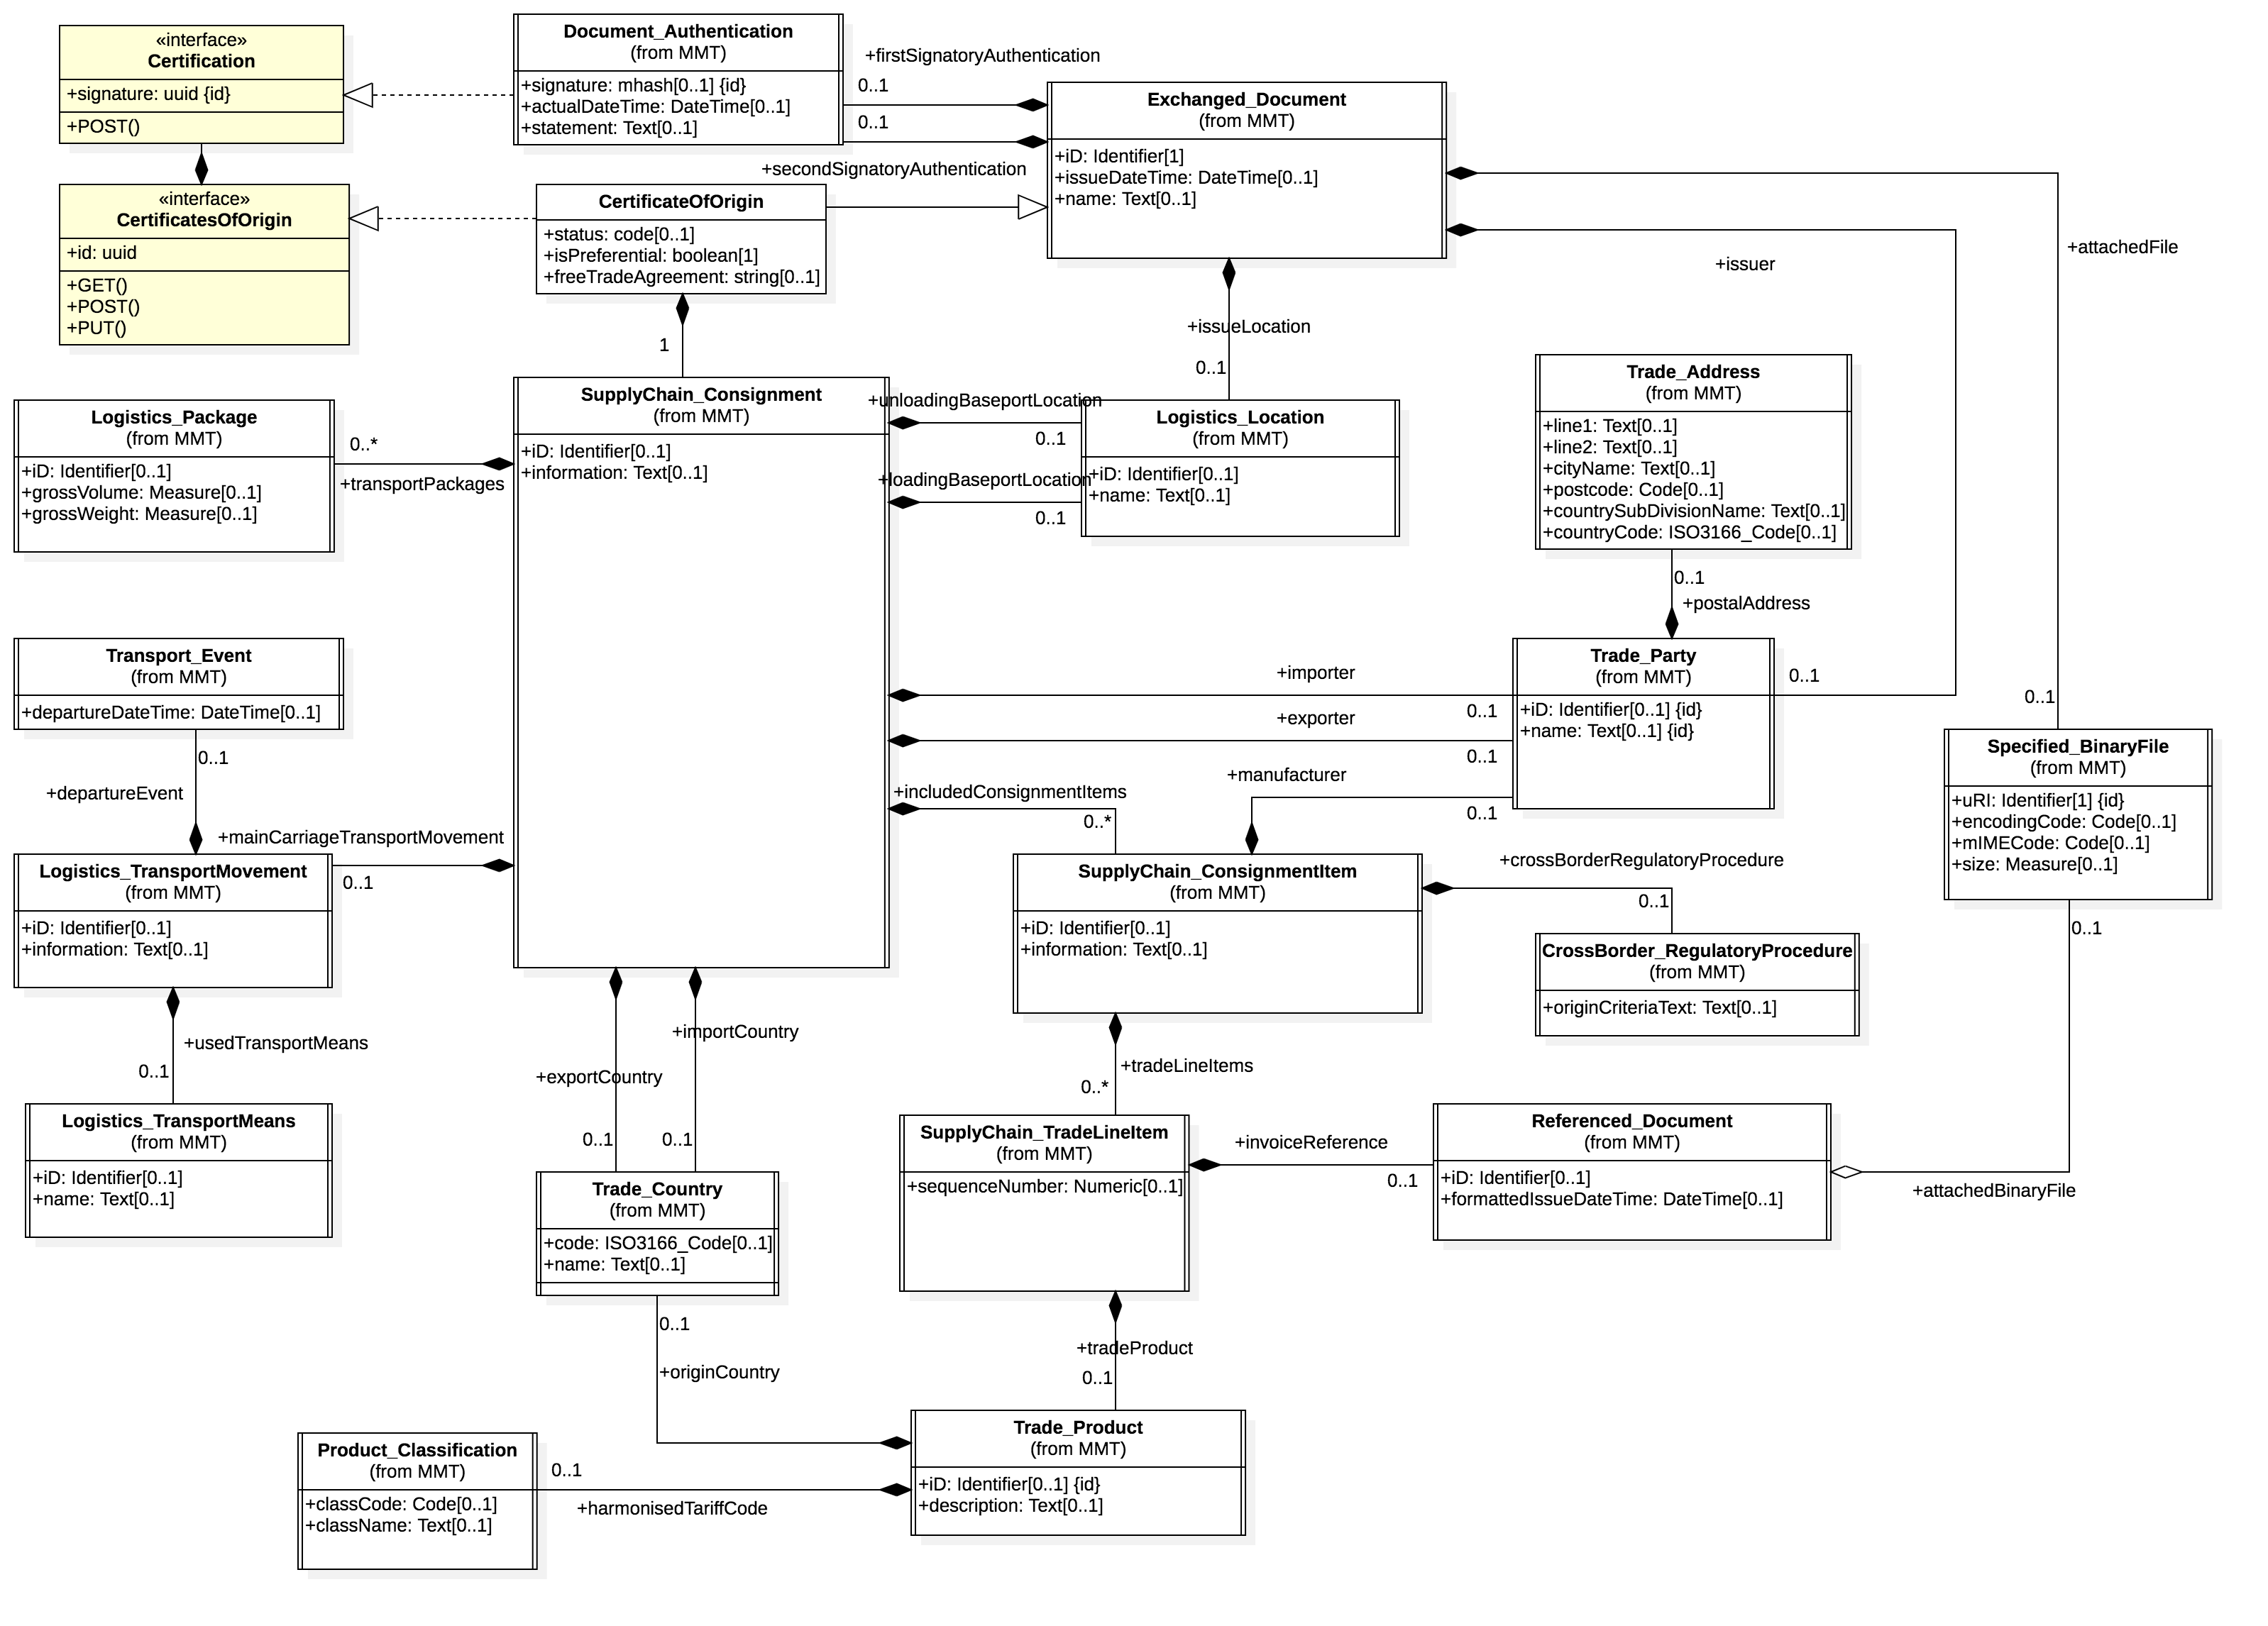 «interface»
Certification
+signature: uuid {id}
+POST()
Document_Authentication
(from MMT)
+signature: mhash[0..1] {id}
+actualDateTime: DateTime[0..1]
+statement: Text[0..1]
+firstSignatoryAuthentication
0..1
0..1
+secondSignatoryAuthentication
Exchanged_Document
(from MMT)
+iD: Identifier[1]
+issueDateTime: DateTime[0..1]
+name: Text[0..1]
«interface»
CertificatesOfOrigin
+id: uuid
+GET()
+POST()
+PUT()
CertificateOfOrigin
+status: code[0..1]
+isPreferential: boolean[1]
+freeTradeAgreement: string[0..1]
1
+issuer
+attachedFile
+issueLocation
0..1
Logistics_Package
(from MMT)
+iD: Identifier[0..1]
+grossVolume: Measure[0..1]
+grossWeight: Measure[0..1]
0..*
+transportPackages
SupplyChain_Consignment
(from MMT)
+iD: Identifier[0..1]
+information: Text[0..1]
+unloadingBaseportLocation
0..1
+loadingBaseportLocation
0..1
Logistics_Location
(from MMT)
+iD: Identifier[0..1]
+name: Text[0..1]
Trade_Address
(from MMT)
+line1: Text[0..1]
+line2: Text[0..1]
+cityName: Text[0..1]
+postcode: Code[0..1]
+countrySubDivisionName: Text[0..1]
+countryCode: ISO3166_Code[0..1]
0..1
+postalAddress
Transport_Event
(from MMT)
+departureDateTime: DateTime[0..1]
0..1
+departureEvent
+importer
0..1
+exporter
0..1
+manufacturer
0..1
Trade_Party
(from MMT)
+iD: Identifier[0..1] {id}
+name: Text[0..1] {id}
0..1
0..1
Specified_BinaryFile
(from MMT)
+uRI: Identifier[1] {id}
+encodingCode: Code[0..1]
+mIMECode: Code[0..1]
+size: Measure[0..1]
0..1
+includedConsignmentItems
0..*
+mainCarriageTransportMovement
0..1
Logistics_TransportMovement
(from MMT)
+iD: Identifier[0..1]
+information: Text[0..1]
SupplyChain_ConsignmentItem
(from MMT)
+iD: Identifier[0..1]
+information: Text[0..1]
+crossBorderRegulatoryProcedure
0..1
CrossBorder_RegulatoryProcedure
(from MMT)
+originCriteriaText: Text[0..1]
+usedTransportMeans
0..1
+importCountry
+exportCountry
0..1
0..1
+tradeLineItems
0..*
Logistics_TransportMeans
(from MMT)
+iD: Identifier[0..1]
+name: Text[0..1]
Trade_Country
(from MMT)
+code: ISO3166_Code[0..1]
+name: Text[0..1]
SupplyChain_TradeLineItem
(from MMT)
+sequenceNumber: Numeric[0..1]
+invoiceReference
0..1
Referenced_Document
(from MMT)
+iD: Identifier[0..1]
+formattedIssueDateTime: DateTime[0..1]
+attachedBinaryFile
0..1
+originCountry
+tradeProduct
0..1
Product_Classification
(from MMT)
+classCode: Code[0..1]
+className: Text[0..1]
0..1
+harmonisedTariffCode
Trade_Product
(from MMT)
+iD: Identifier[0..1] {id}
+description: Text[0..1]